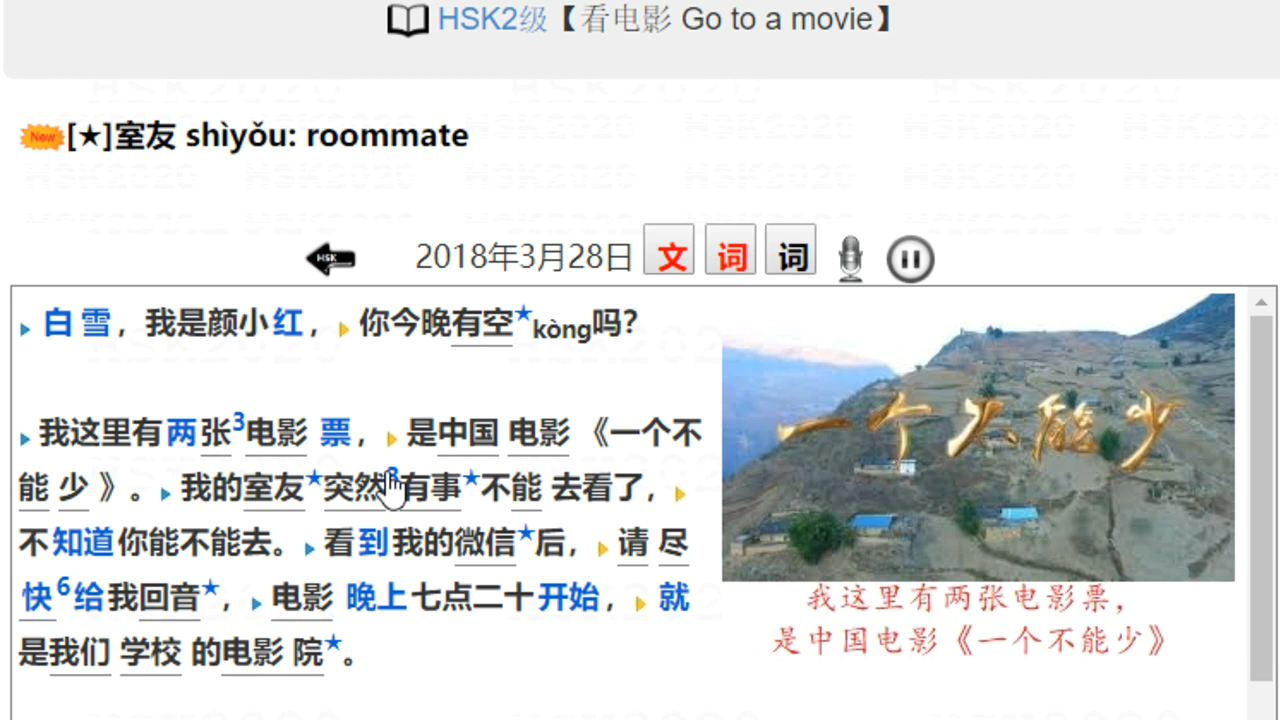 HSK2级【看电影 Go to a movie】
New [★]室友 shìyǒu: roommate
HSK 2018年3月28日 文 词 词
白 雪，我是颜小红，你今晚有空★kòng吗？
我这里有两张3电影 票，是中国 电影 《一个不
能 少 》。我的室友★突然3有事★不能 去看了，
不知道你能不能去。看到我的微信★后，请 尽
快6给我回音★，电影 晚上七点二十开始，就
是我们 学校 的电影 院★。
一个不能少
我这里有两张电影票，
是中国电影《一个不能少》